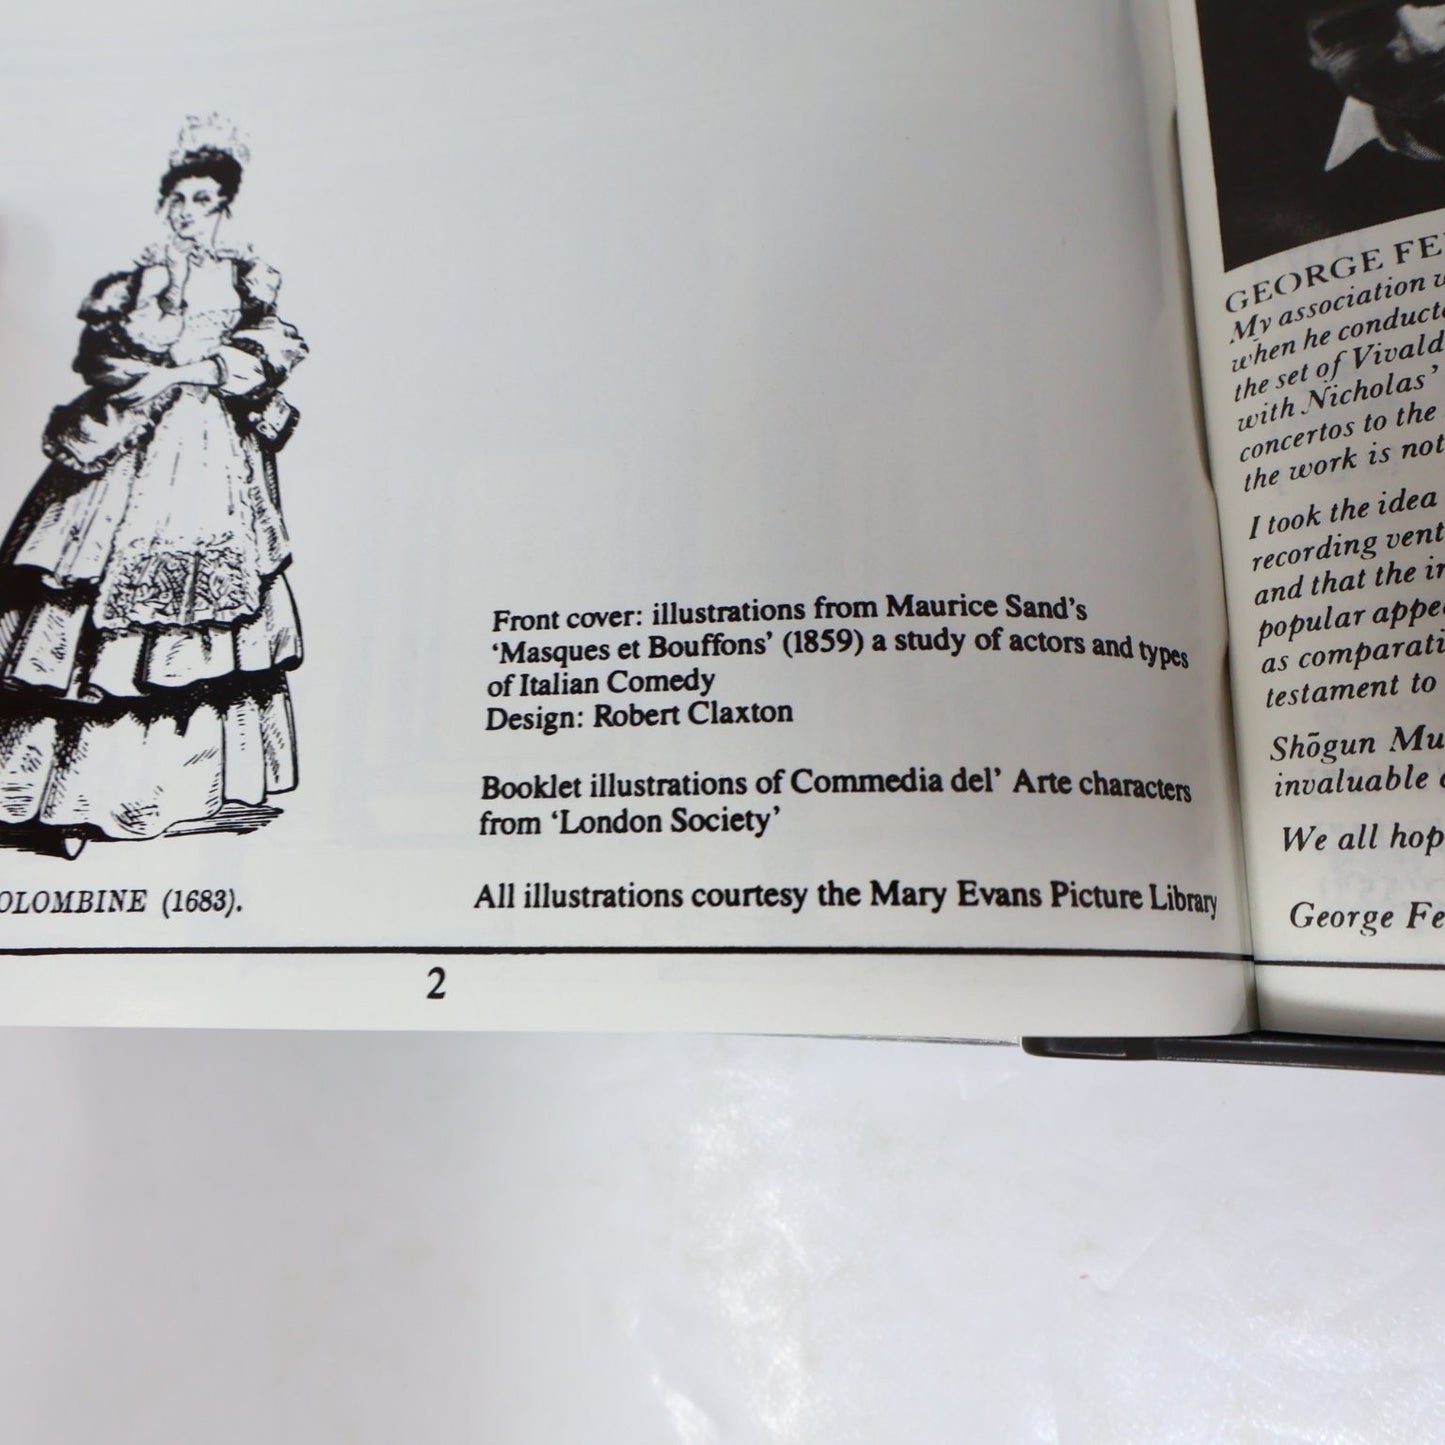 OLOMBINE (1683).
Front cover: illustrations from Maurice Sand's
'Masques et Bouffons' (1859) a study of actors and types
of Italian Comedy
Design: Robert Claxton
Booklet illustrations of Commedia del' Arte characters
from 'London Society'
All illustrations courtesy the Mary Evans Picture Library
2
GEORGE FE
My association
when he conduct
the set of Vivald
with Nicholas'
concertos to the
the work is not
I took the idea
recording vent
and that the in
popular appe
as comparati
testament to
Shōgun Mu
invaluable
We all hop
George Fe